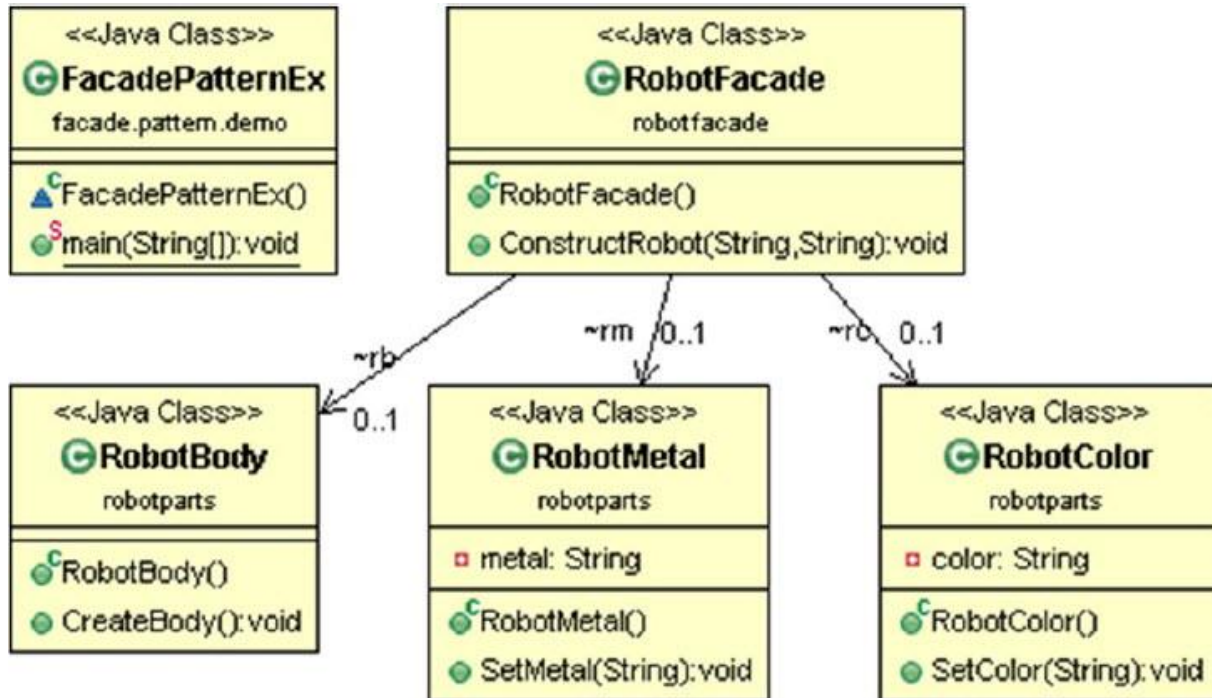 <<Java Class>>
FacadePatternEx
facade.pattern.demo
FacadePatternEx()
main(String[]):void
<<Java Class>>
RobotFacade
robotfacade
RobotFacade()
ConstructRobot(String,String):void
~rb
0..1
~rm 0..1
~rc 0..1
<<Java Class>>
RobotBody
robotparts
RobotBody()
CreateBody():void
<<Java Class>>
RobotMetal
robotparts
metal: String
RobotMetal()
SetMetal(String):void
<<Java Class>>
RobotColor
robotparts
color: String
RobotColor()
SetColor(String):void